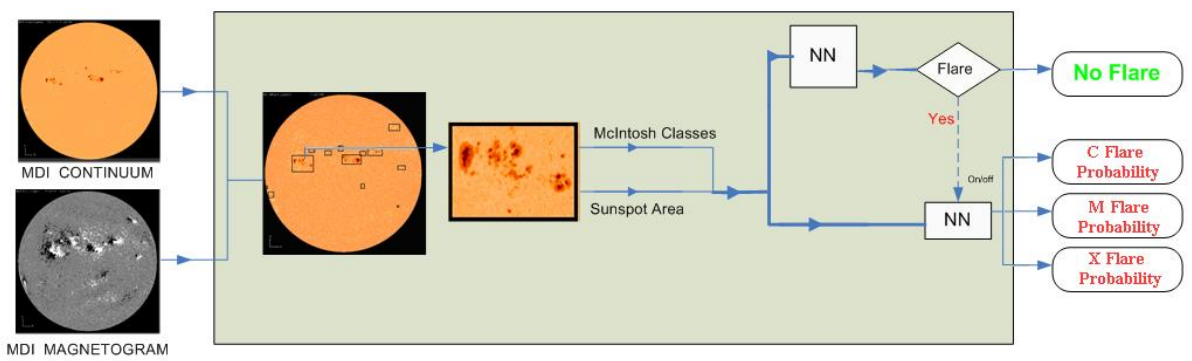 MDI CONTINUUM
MDI MAGNETOGRAM
McIntosh Classes
Sunspot Area
NN
Flare
No Flare
Yes
On/off
NN
C Flare
Probability
M Flare
Probability
X Flare
Probability